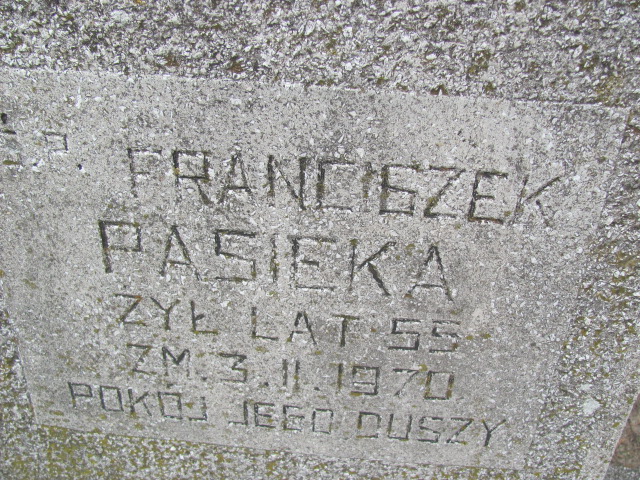 Ś.P. FRANCISZEK
PASIEKA
ŻYŁ LAT 55
ZM. 3.II.1970
POKÓJ JEGO DUSZY